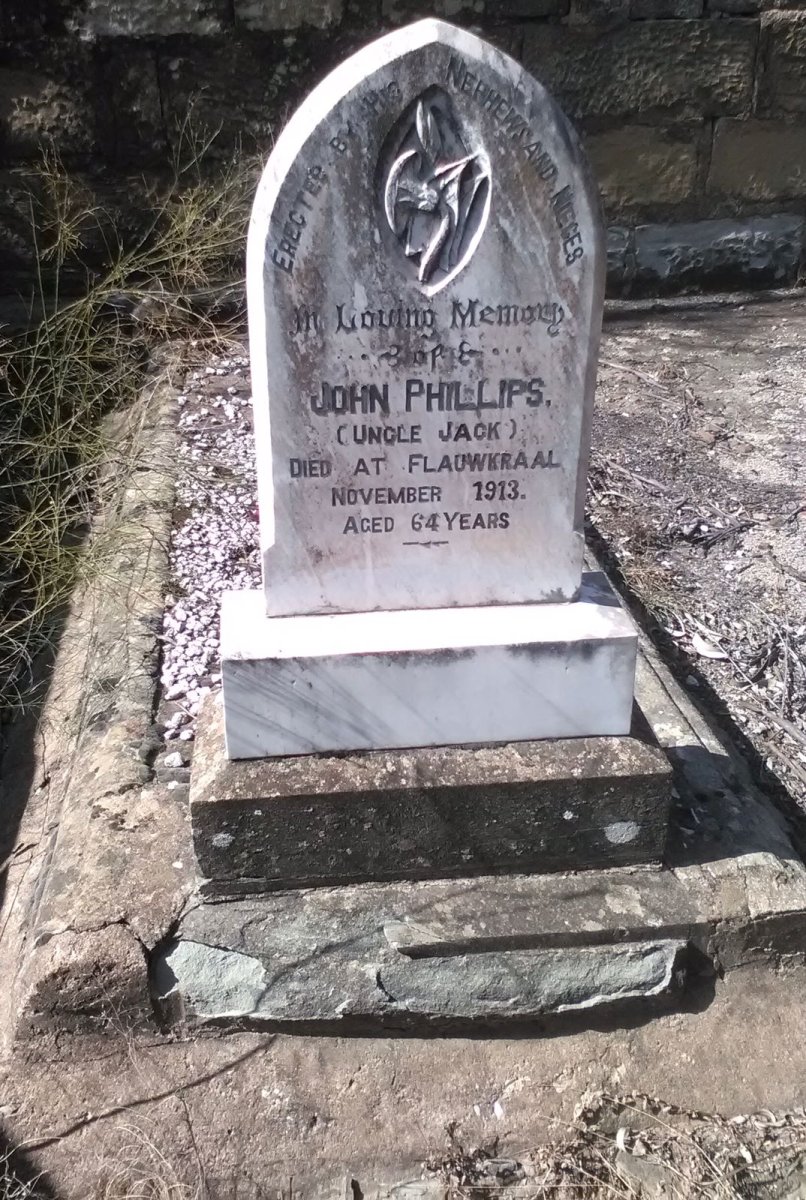 ERECTED BY HIS NEPHEWS AND NIECES
In Loving Memory
of
JOHN PHILLIPS.
(UNCLE JACK)
DIED AT FLAUWKRAAL
NOVEMBER 1913.
AGED 64 YEARS